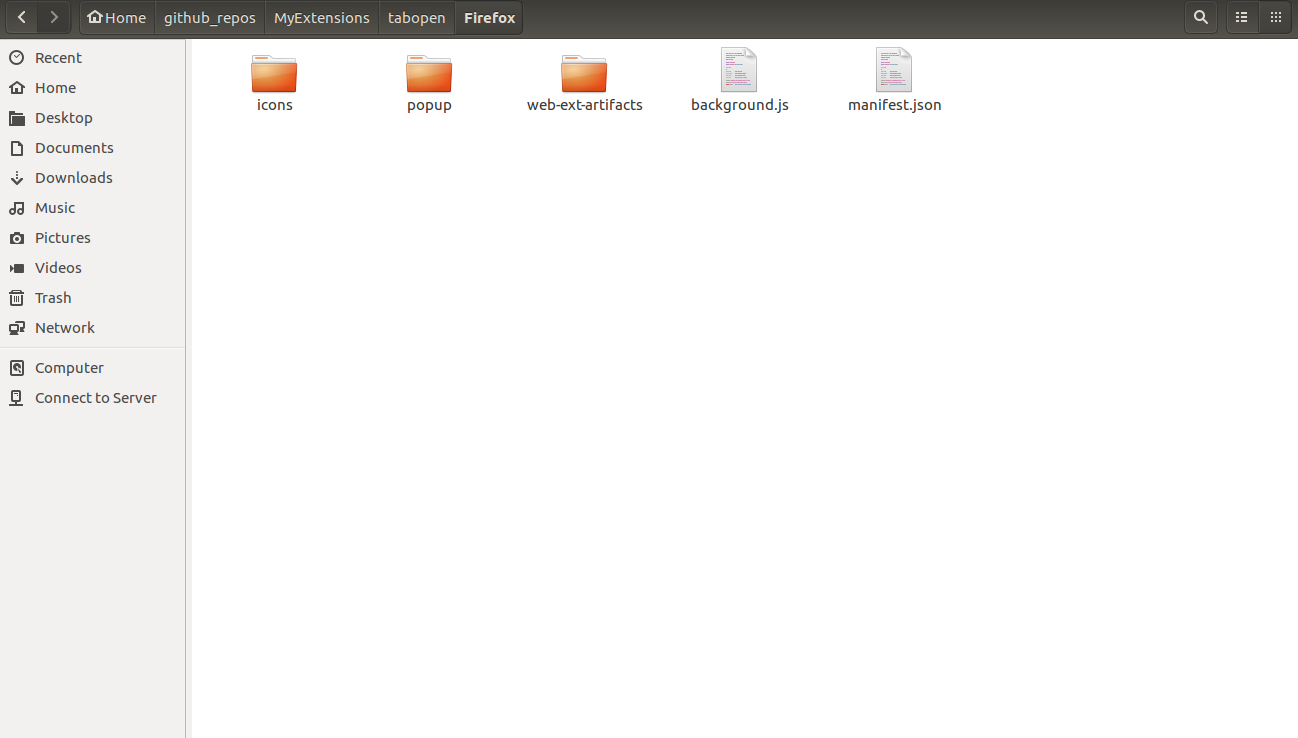 Home github_repos MyExtensions tabopen Firefox
Recent
Home
Desktop
Documents
Downloads
Music
Pictures
Videos
Trash
Network
Computer
Connect to Server
icons popup web-ext-artifacts background.js manifest.json